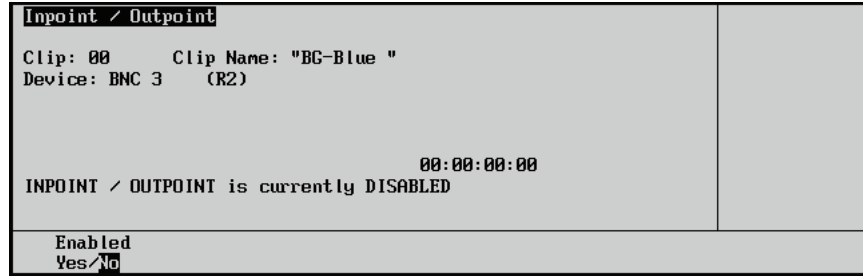 Inpoint / Outpoint
Clip: 00 Clip Name: "BG-Blue "
Device: BNC 3 (R2)
00:00:00:00
INPOINT / OUTPOINT is currently DISABLED
Enabled
Yes/No